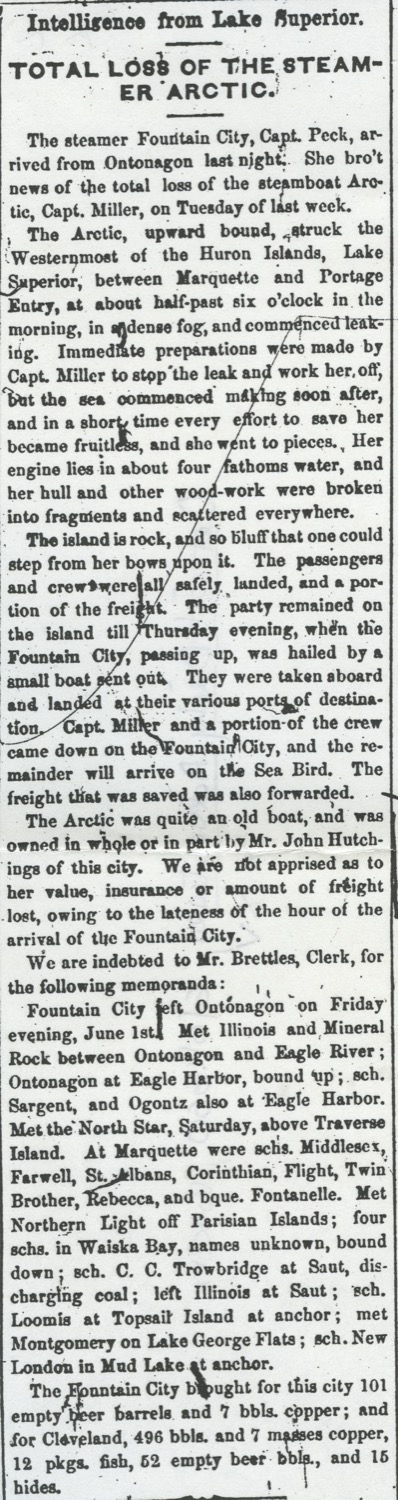 Intelligence from Lake Superior.
TOTAL LOSS OF THE STEAM-
ER ARCTIC.
The steamer Fountain City, Capt. Peck, ar-
rived from Ontonagon last night. She bro't
news of the total loss of the steamboat Arc-
tic, Capt. Miller, on Tuesday of last week.
The Arctic, upward bound, struck the
Westernmost of the Huron Islands, Lake
Superior, between Marquette and Portage
Entry, at about half-past six o'clock in the
morning, in a dense fog, and commenced leak-
ing. Immediate preparations were made by
Capt. Miller to stop the leak and work her off,
but the sea commenced making soon after,
and in a short time every effort to save her
became fruitless, and she went to pieces. Her
engine lies in about four fathoms water, and
her hull and other wood-work were broken
into fragments and scattered everywhere.
The island is rock, and so bluff that one could
step from her bows upon it. The passengers
and crew were all safely landed, and a por-
tion of the freight. The party remained on
the island till Thursday evening, when the
Fountain City, passing up, was hailed by a
small boat sent out. They were taken aboard
and landed at their various ports of destina-
tion. Capt. Miller and a portion of the crew
came down on the Fountain City, and the re-
mainder will arrive on the Sea Bird. The
freight that was saved was also forwarded.
The Arctic was quite an old boat, and was
owned in whole or in part by Mr. John Hutch-
ings of this city. We are not apprised as to
her value, insurance or amount of freight
lost, owing to the lateness of the hour of the
arrival of the Fountain City.
We are indebted to Mr. Brettles, Clerk, for
the following memoranda:
Fountain City left Ontonagon on Friday
evening, June 1st. Met Illinois and Mineral
Rock between Ontonagon and Eagle River;
Ontonagon at Eagle Harbor, bound up; sch.
Sargent, and Ogontz also at Eagle Harbor.
Met the North Star, Saturday, above Traverse
Island. At Marquette were schs. Middlesex,
Farwell, St. Albans, Corinthian, Flight, Twin
Brother, Rebecca, and bque. Fontanelle. Met
Northern Light off Parisian Islands; four
schs. in Waiska Bay, names unknown, bound
down; sch. C. C. Trowbridge at Saut, dis-
charging coal; left Illinois at Saut; sch.
Loomis at Topsail Island at anchor; met
Montgomery on Lake George Flats; sch. New
London in Mud Lake at anchor.
The Fountain City brought for this city 101
empty beer barrels and 7 bbls. copper; and
for Cleveland, 496 bbls. and 7 masses copper,
12 pkgs. fish, 52 empty beer bbls., and 15
hides.